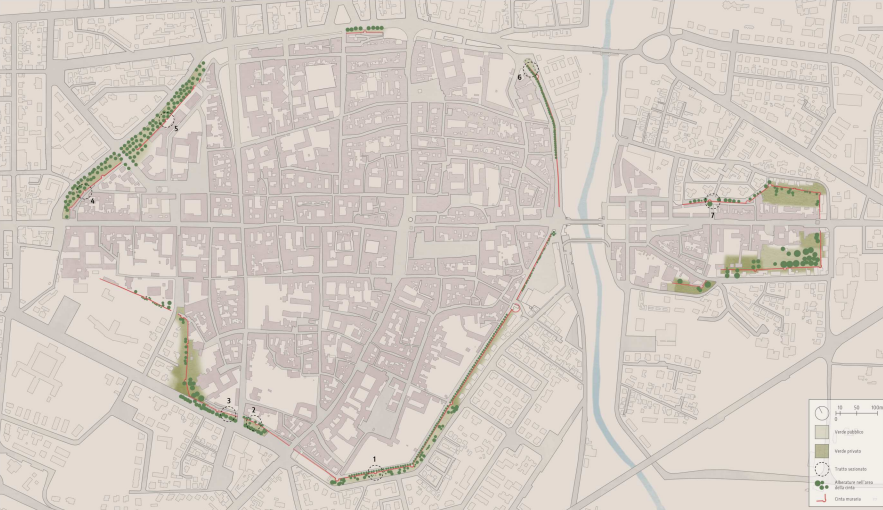 6
5
4
7
3
2
1
10 50 100m
0
Verde pubblico
Verde privato
Tratto sezionato
Alberature nell'area
della cinta
Cinta muraria